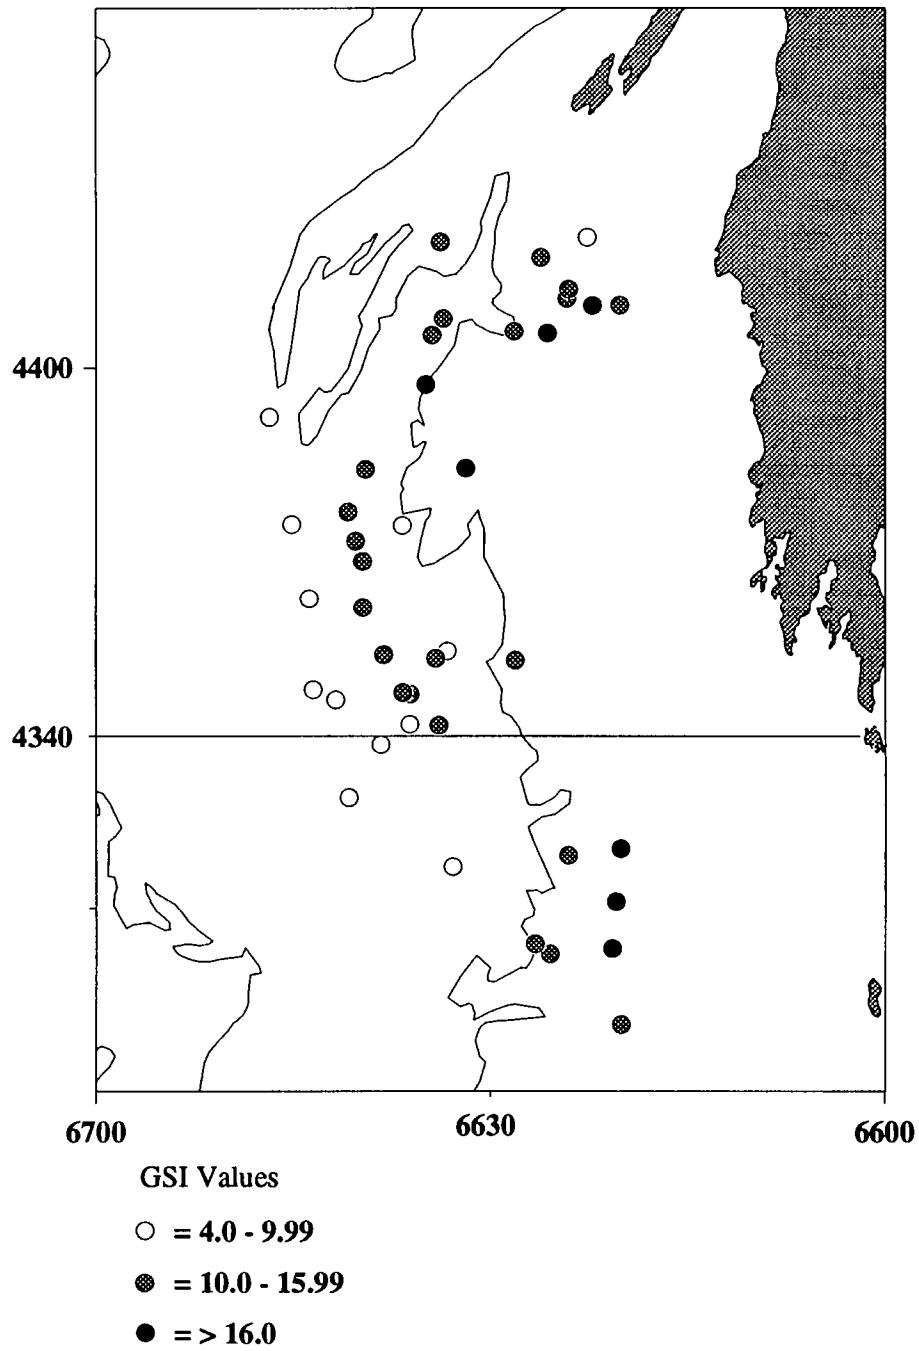 4400
4340
6700
6630
6600
GSI Values
= 4.0 - 9.99
= 10.0 - 15.99
= > 16.0